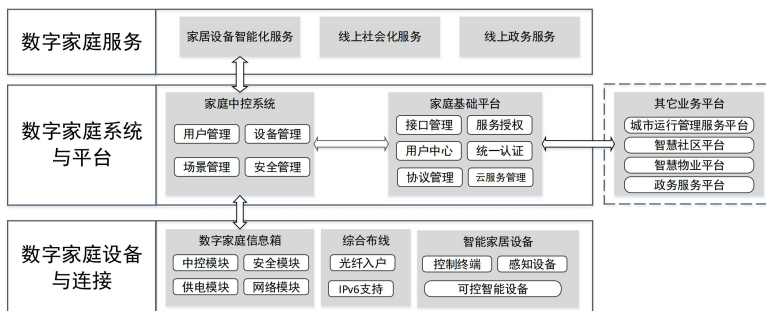 数字家庭服务
家居设备智能化服务
线上社会化服务
线上政务服务
数字家庭系统
与平台
家庭中控系统
用户管理
设备管理
场景管理
安全管理
家庭基础平台
接口管理
服务授权
用户中心
统一认证
协议管理
云服务管理
其它业务平台
城市运行管理服务平台
智慧社区平台
智慧物业平台
政务服务平台
数字家庭设备
与连接
数字家庭信息箱
中控模块
安全模块
供电模块
网络模块
综合布线
光纤入户
IPv6支持
智能家居设备
控制终端
感知设备
可控智能设备